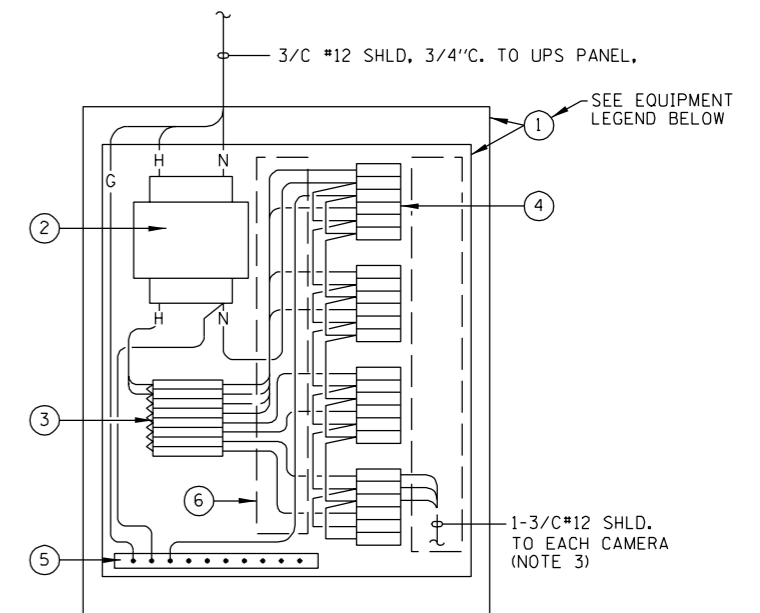 3/C #12 SHLD, 3/4''C. TO UPS PANEL,
SEE EQUIPMENT
LEGEND BELOW
1
H
N
G
2
4
H
N
3
6
5
1-3/C#12 SHLD.
TO EACH CAMERA
(NOTE 3)